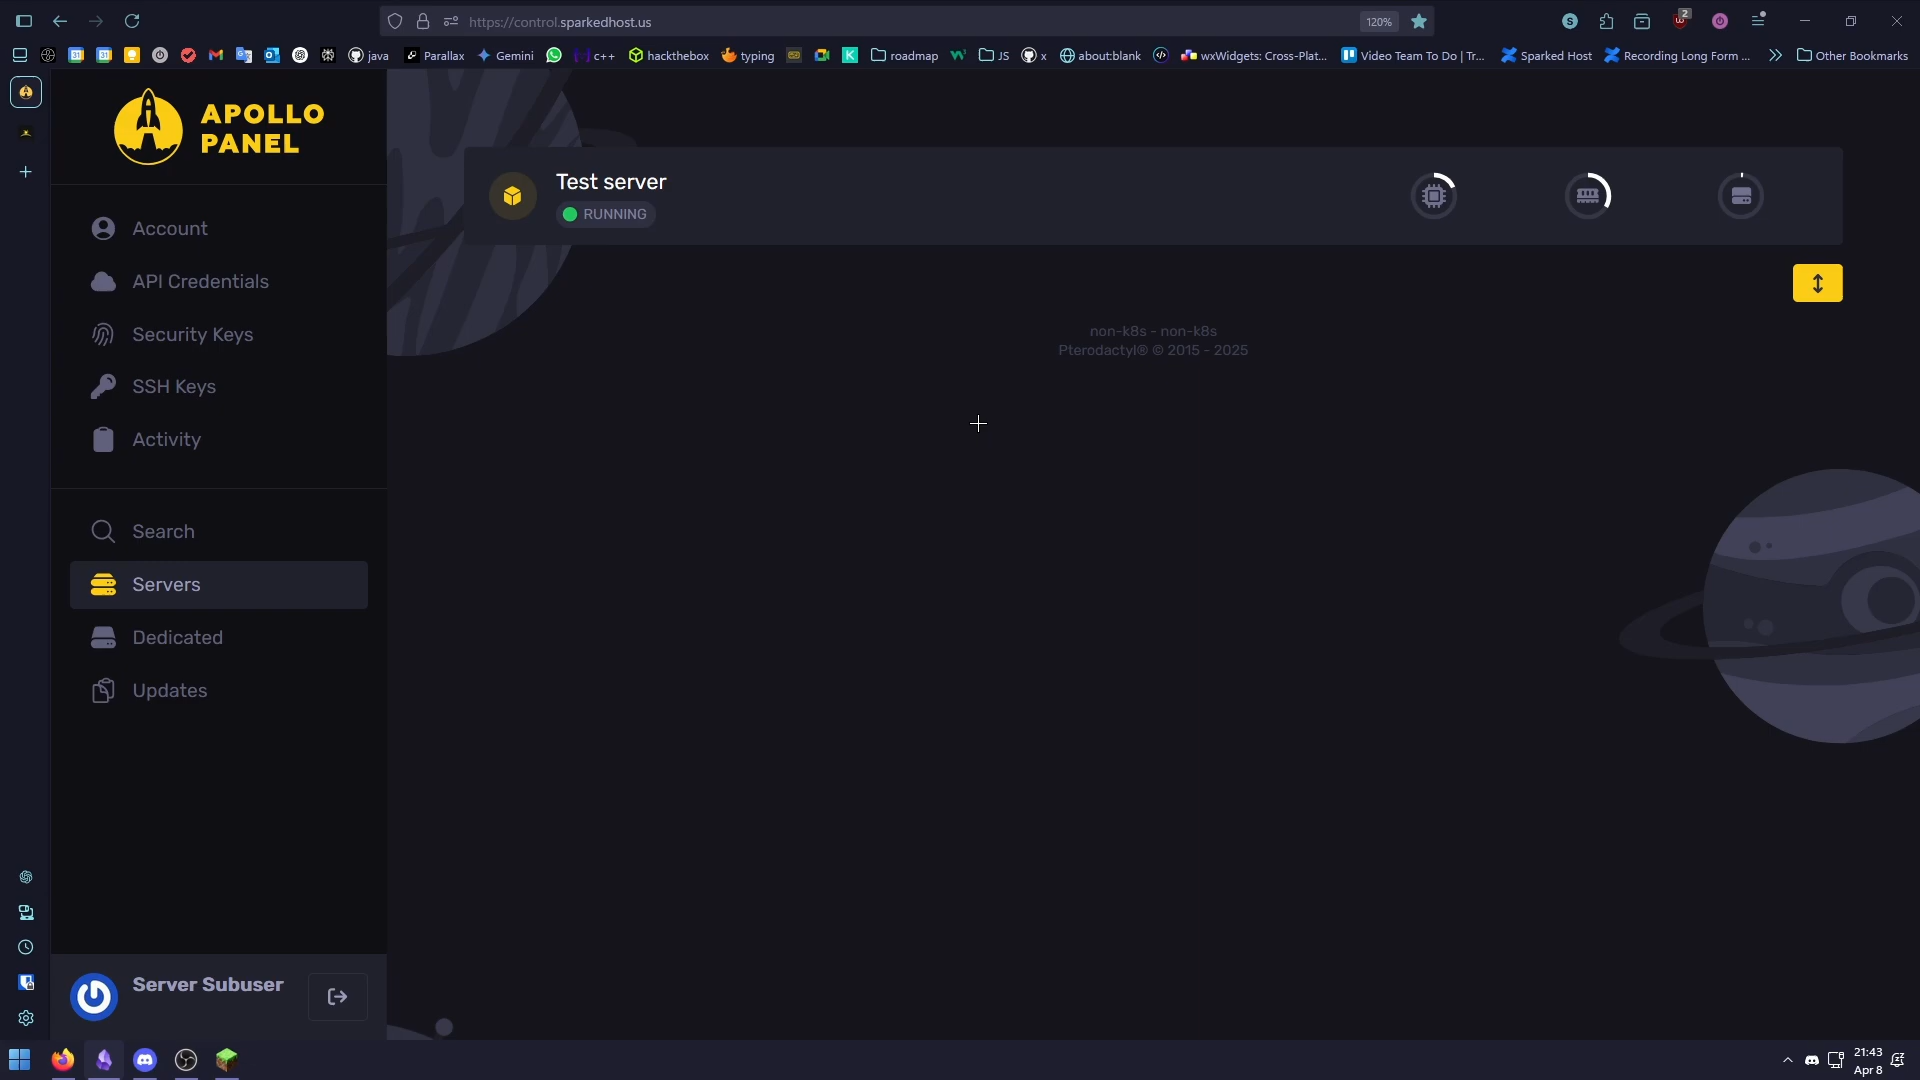 https://control.sparkedhost.us
120%
2
java
Parallax
Gemini
c++
hackthebox
typing
roadmap
JS
x
about:blank
wxWidgets: Cross-Plat...
Video Team To Do | Tr...
Sparked Host
Recording Long Form ...
Other Bookmarks
APOLLO
PANEL
Account
API Credentials
Security Keys
SSH Keys
Activity
Search
Servers
Dedicated
Updates
Server Subuser
Test server
RUNNING
non-k8s - non-k8s
Pterodactyl® © 2015 - 2025
21:43
Apr 8